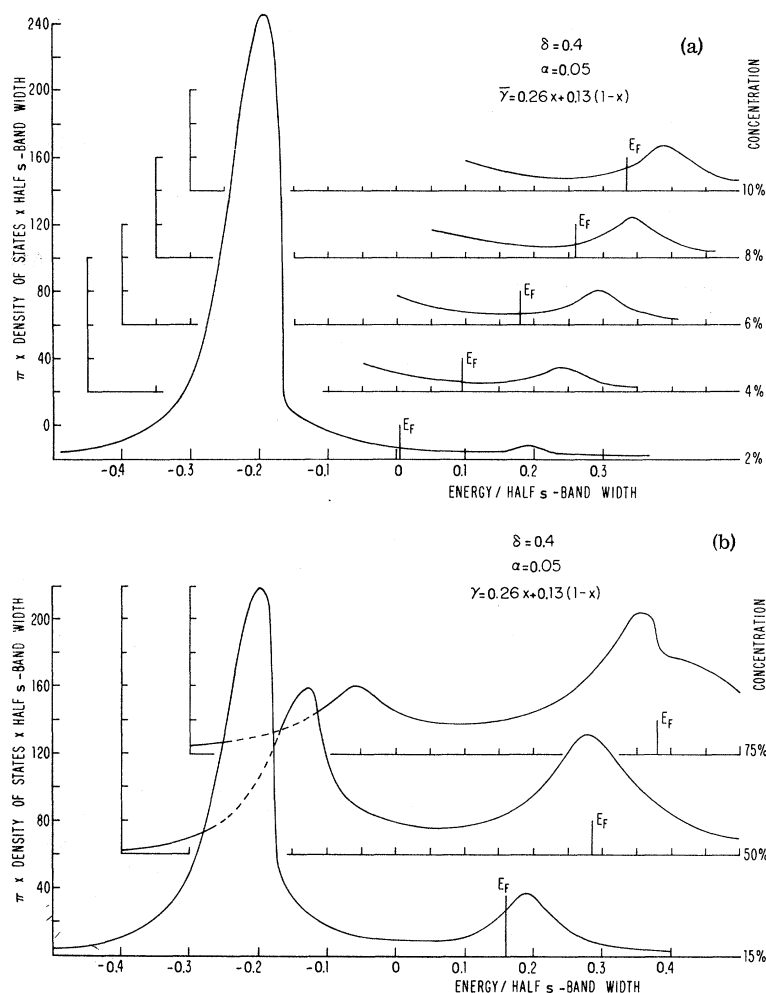 (a)
δ = 0.4
α = 0.05
γ̄ = 0.26 x + 0.13 (1 - x)
π × DENSITY OF STATES × HALF s-BAND WIDTH
240
200
160
120
80
40
0
CONCENTRATION
E_F
10%
E_F
8%
E_F
6%
E_F
4%
E_F
2%
-0.4 -0.3 -0.2 -0.1 0 0.1 0.2 0.3
ENERGY / HALF s-BAND WIDTH
(b)
δ = 0.4
α = 0.05
γ = 0.26 x + 0.13 (1 - x)
π × DENSITY OF STATES × HALF s-BAND WIDTH
200
160
120
80
40
CONCENTRATION
E_F
75%
E_F
50%
E_F
15%
-0.4 -0.3 -0.2 -0.1 0 0.1 0.2 0.3 0.4
ENERGY / HALF s-BAND WIDTH